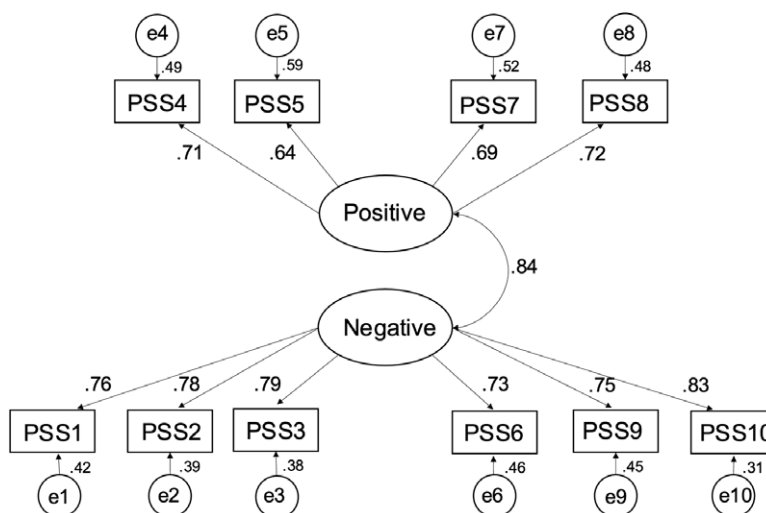 e4 e5 e7 e8
.49 .59 .52 .48
PSS4 PSS5 PSS7 PSS8
.71 .64 .69 .72
Positive
.84
Negative
.76 .78 .79 .73 .75 .83
PSS1 PSS2 PSS3 PSS6 PSS9 PSS10
.42 .39 .38 .46 .45 .31
e1 e2 e3 e6 e9 e10